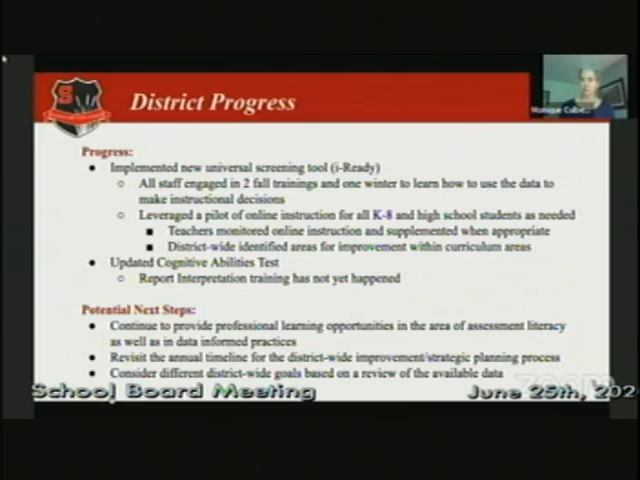 District Progress
Progress:
● Implemented new universal screening tool (i-Ready)
○ All staff engaged in 2 fall trainings and one winter to learn how to use the data to
make instructional decisions
○ Leveraged a pilot of online instruction for all K-8 and high school students as needed
■ Teachers monitored online instruction and supplemented when appropriate
■ District-wide identified areas for improvement within curriculum areas
● Updated Cognitive Abilities Test
○ Report Interpretation training has not yet happened
Potential Next Steps:
● Continue to provide professional learning opportunities in the area of assessment literacy
as well as in data informed practices
● Revisit the annual timeline for the district-wide improvement/strategic planning process
● Consider different district-wide goals based on a review of the available data
zoom
School Board Meeting
June 25th, 202
S
Monique